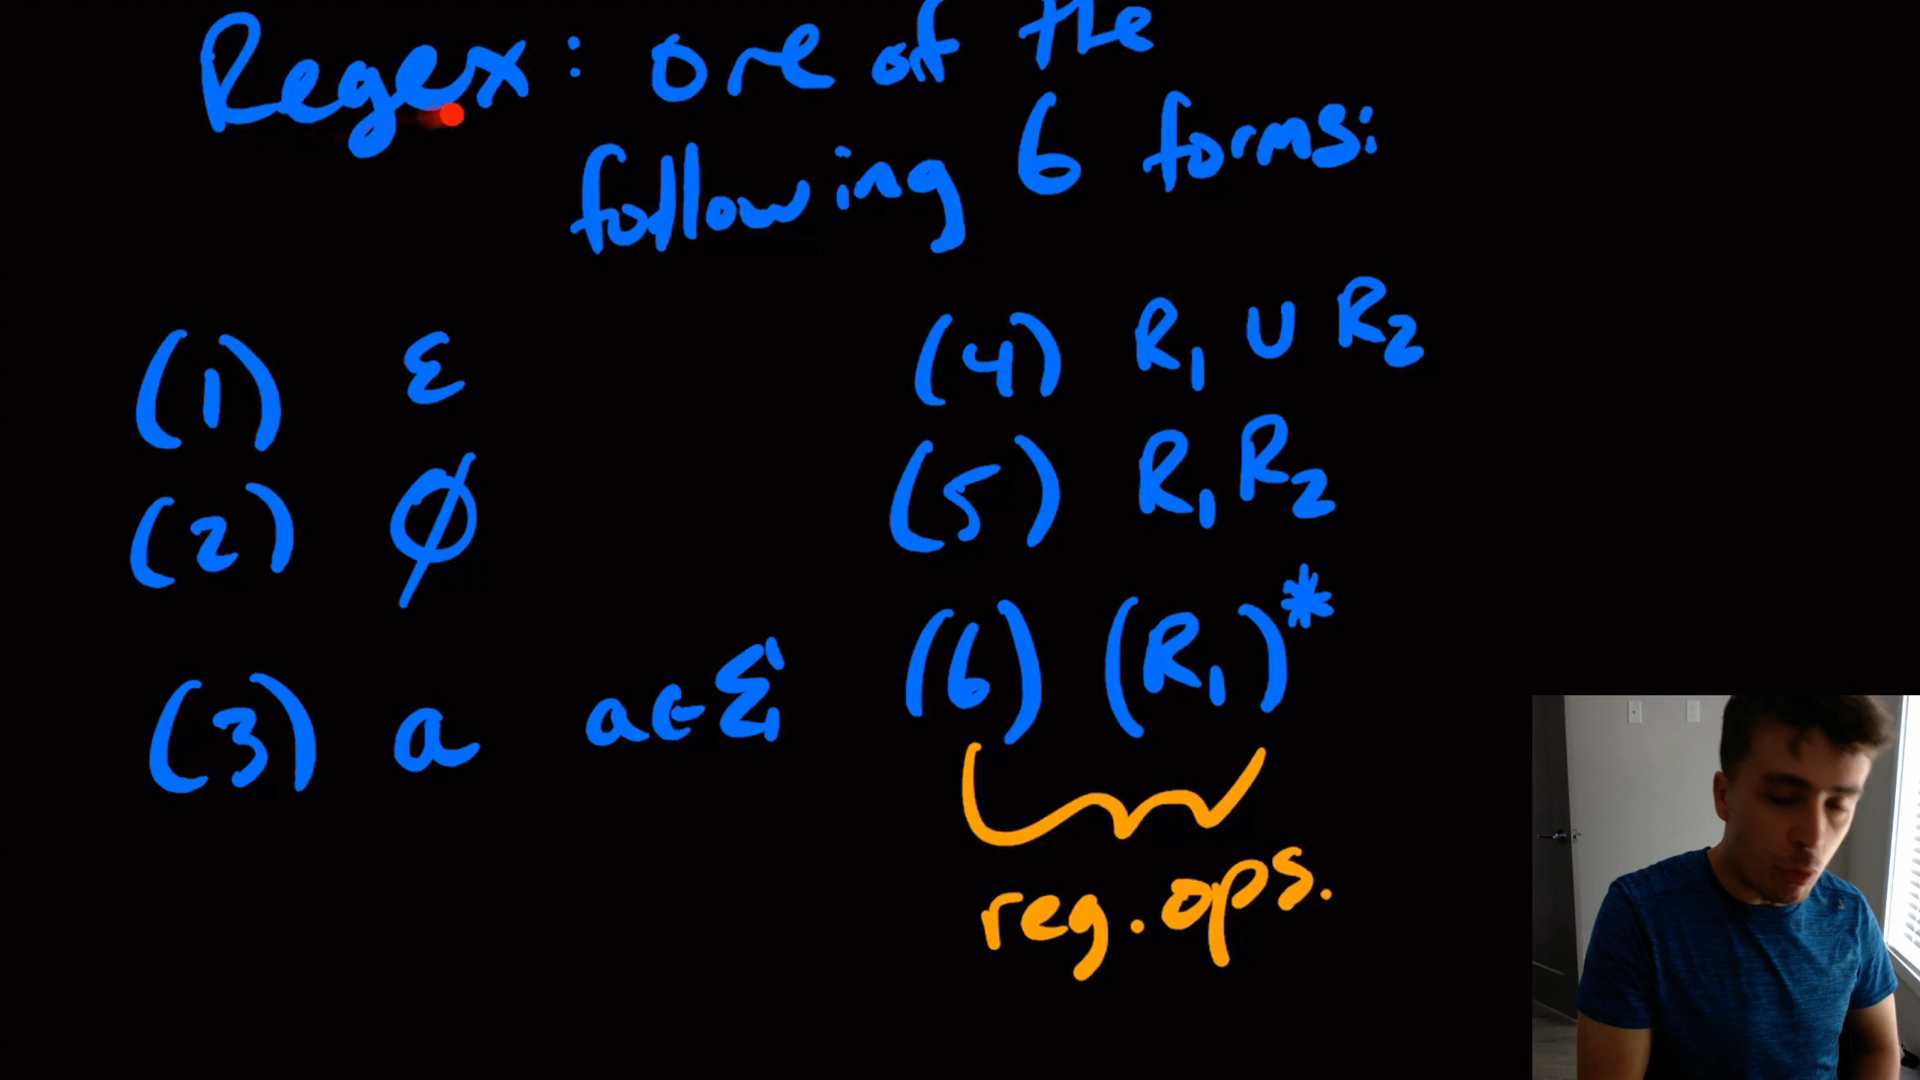 Regex: one of the
following 6 forms:
(1) ε
(2) ∅
(3) a a∈Σ
(4) R₁ ∪ R₂
(5) R₁R₂
(6) (R₁)*
reg. ops.